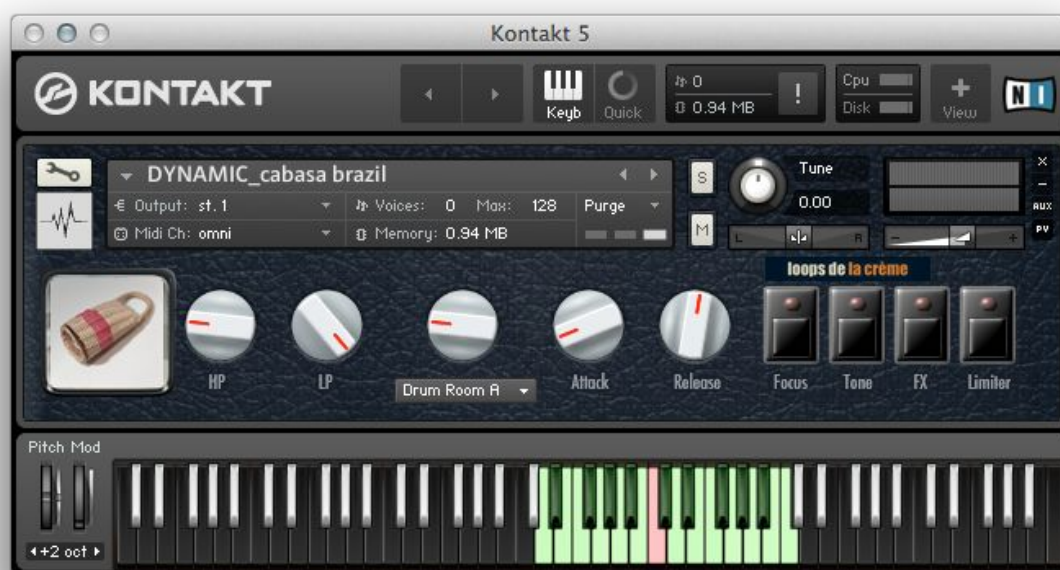 Kontakt 5
KONTAKT
Keyb
Quick
0
0.94 MB
!
Cpu
Disk
+
View
NI
DYNAMIC_cabasa brazil
Output: st. 1
Voices: 0 Max: 128
Purge
Midi Ch: omni
Memory: 0.94 MB
S
M
Tune
0.00
L
R
-
+
×
-
AUX
PV
loops de la crème
HP
LP
Drum Room A
Attack
Release
Focus
Tone
FX
Limiter
Pitch Mod
+2 oct